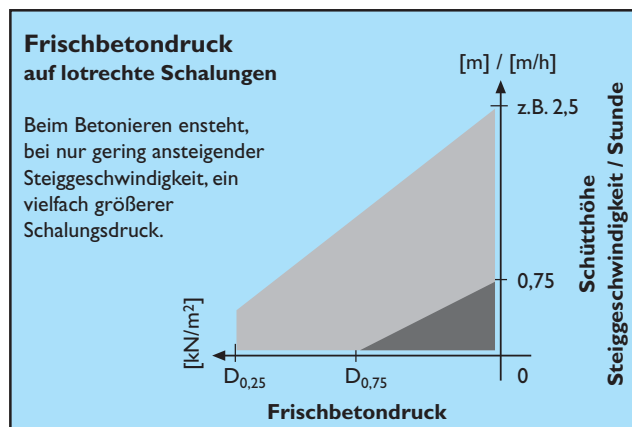 Frischbetondruck
auf lotrechte Schalungen
Beim Betonieren ensteht,
bei nur gering ansteigender
Steiggeschwindigkeit, ein
vielfach größerer
Schalungsdruck.
[m] / [m/h]
z.B. 2,5
0,75
Schütthöhe
Steiggeschwindigkeit / Stunde
[kN/m²]
D0,25
D0,75
0
Frischbetondruck